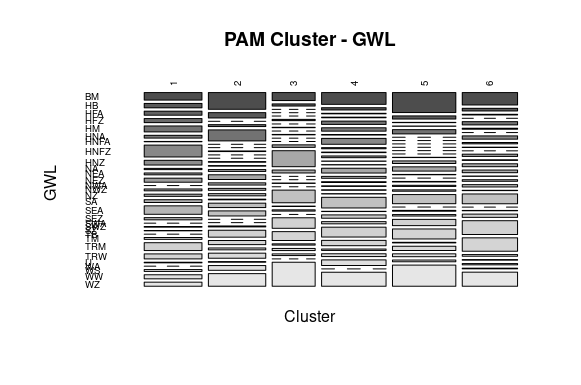 PAM Cluster - GWL
1 2 3 4 5 6
GWL
BM
HB
HFA
HFZ
HM
HNA
HNFA
HNFZ
HNZ
NA
NEA
NEZ
NWA
NWZ
NZ
SA
SEA
SEZ
SWA
SWZ
TB
TM
TRM
TRW
U
WA
WS
WW
WZ
Cluster